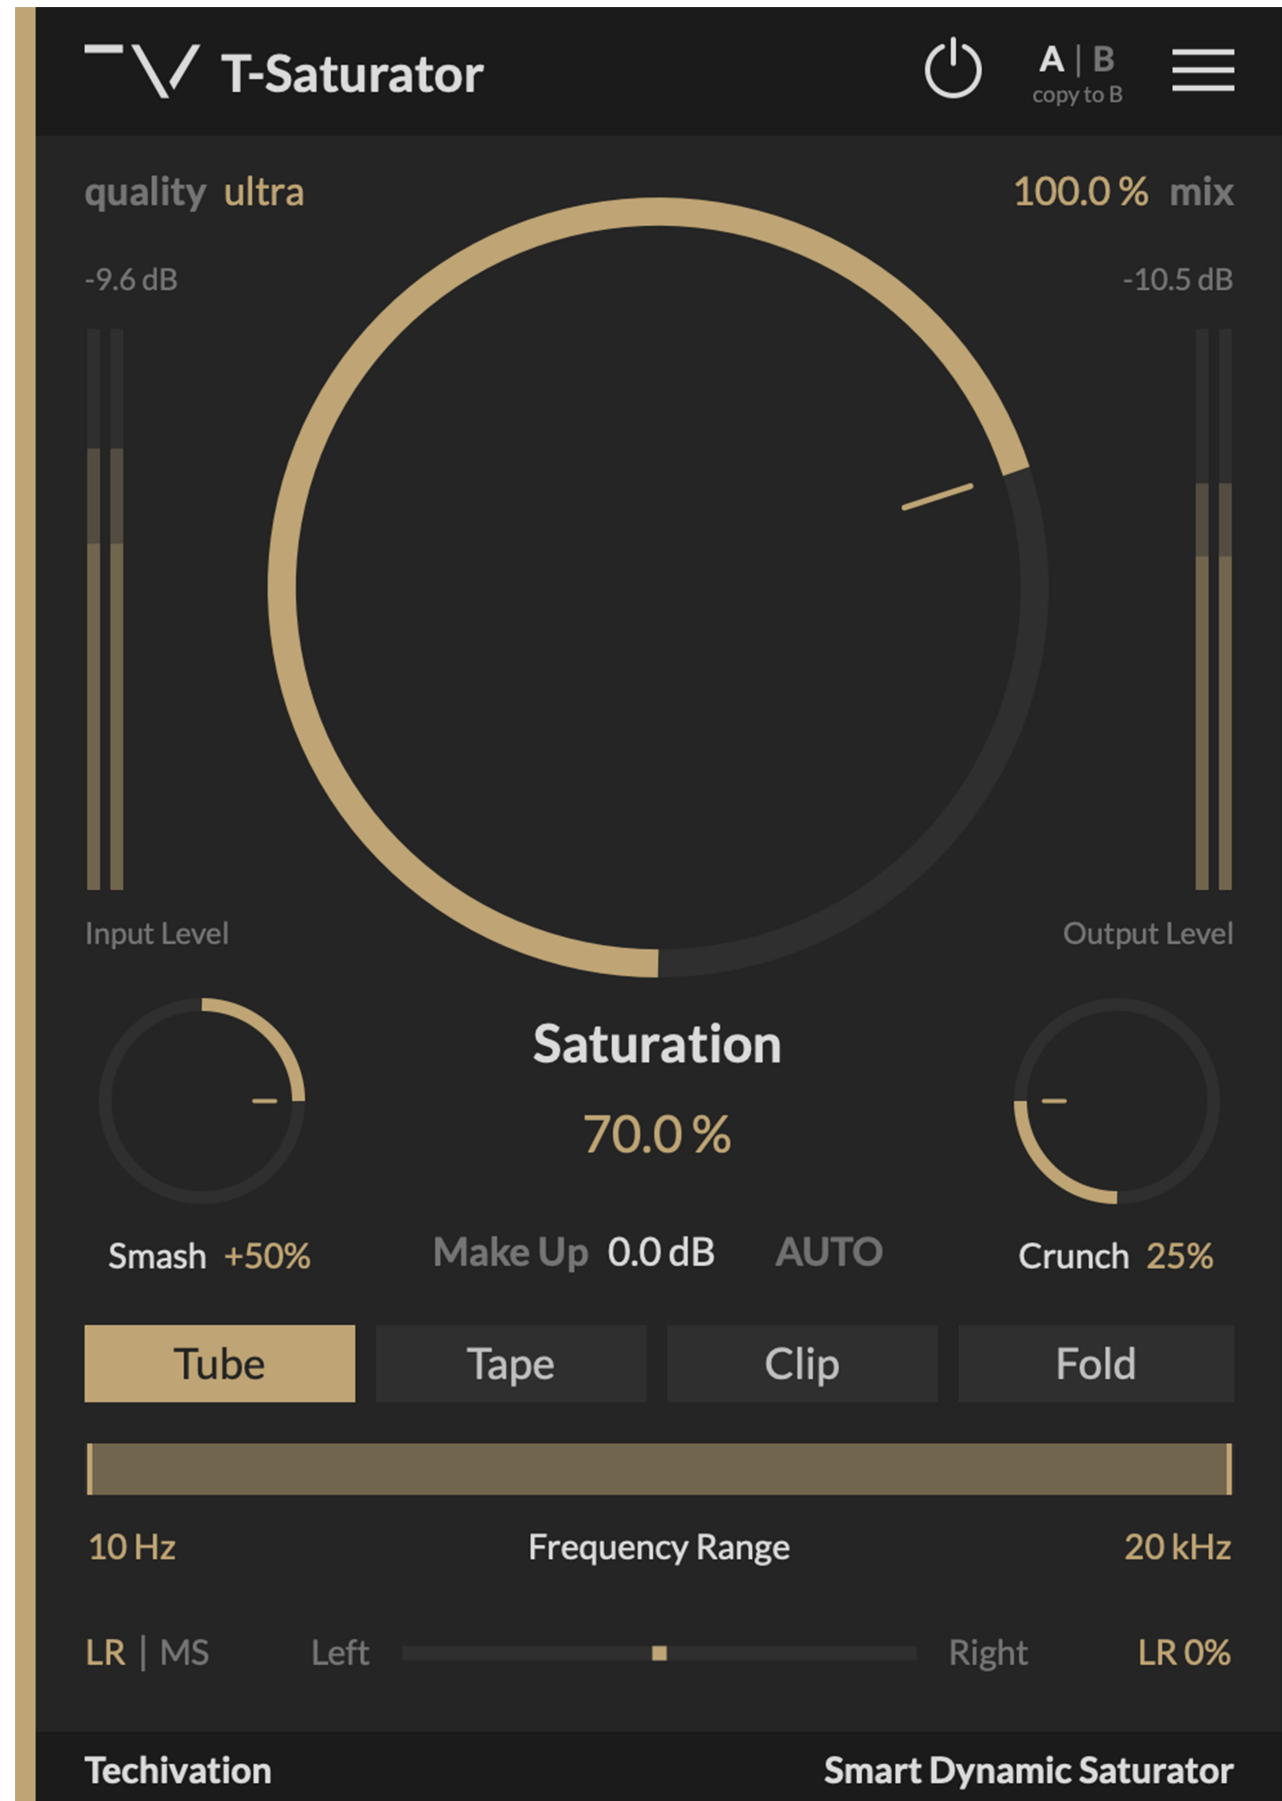 T-Saturator
A | B
copy to B
quality ultra
100.0 % mix
-9.6 dB
-10.5 dB
Input Level
Output Level
Saturation
70.0 %
Smash +50%
Make Up 0.0 dB AUTO
Crunch 25%
Tube Tape Clip Fold
10 Hz Frequency Range 20 kHz
LR | MS Left Right LR 0%
Techivation Smart Dynamic Saturator